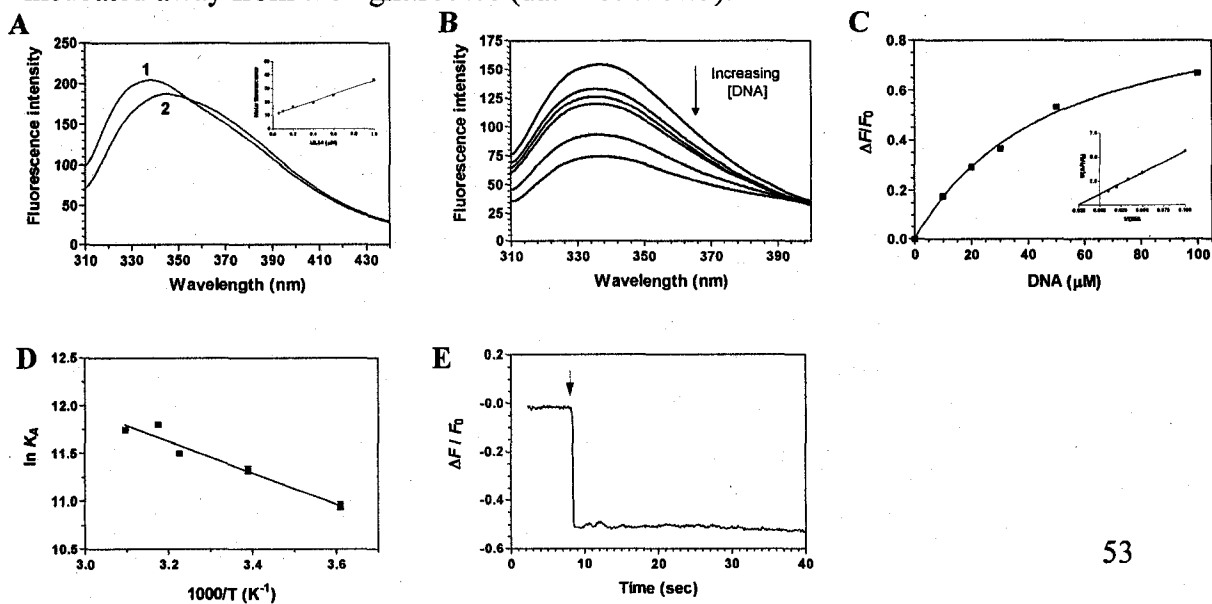 A
250
200
150
100
50
0
Fluorescence intensity
1
2
310 330 350 370 390 410 430
Wavelength (nm)
B
175
150
125
100
75
50
25
0
Fluorescence intensity
Increasing
[DNA]
310 330 350 370 390
Wavelength (nm)
C
0.8
0.6
0.4
0.2
0.0
ΔF/F0
1/DNA
0 20 40 60 80 100
DNA (μM)
D
12.5
12.0
11.5
11.0
10.5
ln KA
3.0 3.2 3.4 3.6
1000/T (K-1)
E
0.2
-0.0
-0.2
-0.4
-0.6
ΔF / F0
0 10 20 30 40
Time (sec)
53